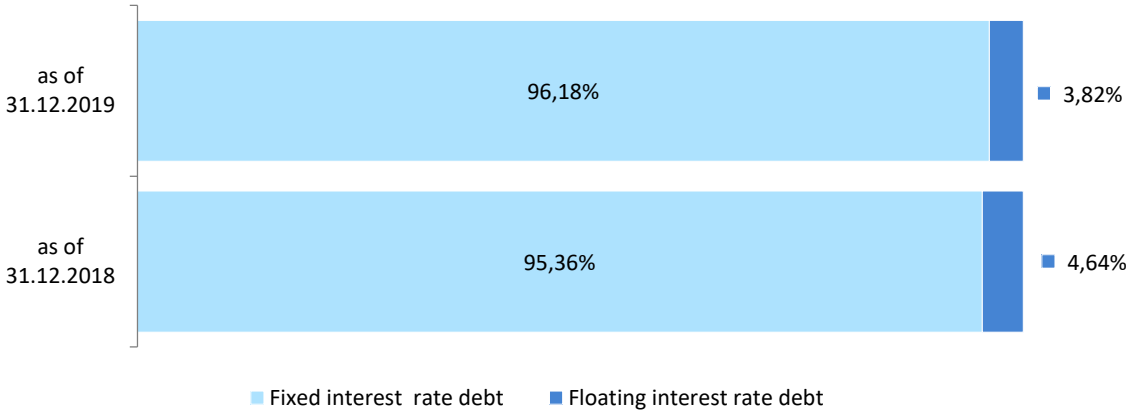 as of
31.12.2019
96,18%
3,82%
as of
31.12.2018
95,36%
4,64%
Fixed interest rate debt
Floating interest rate debt